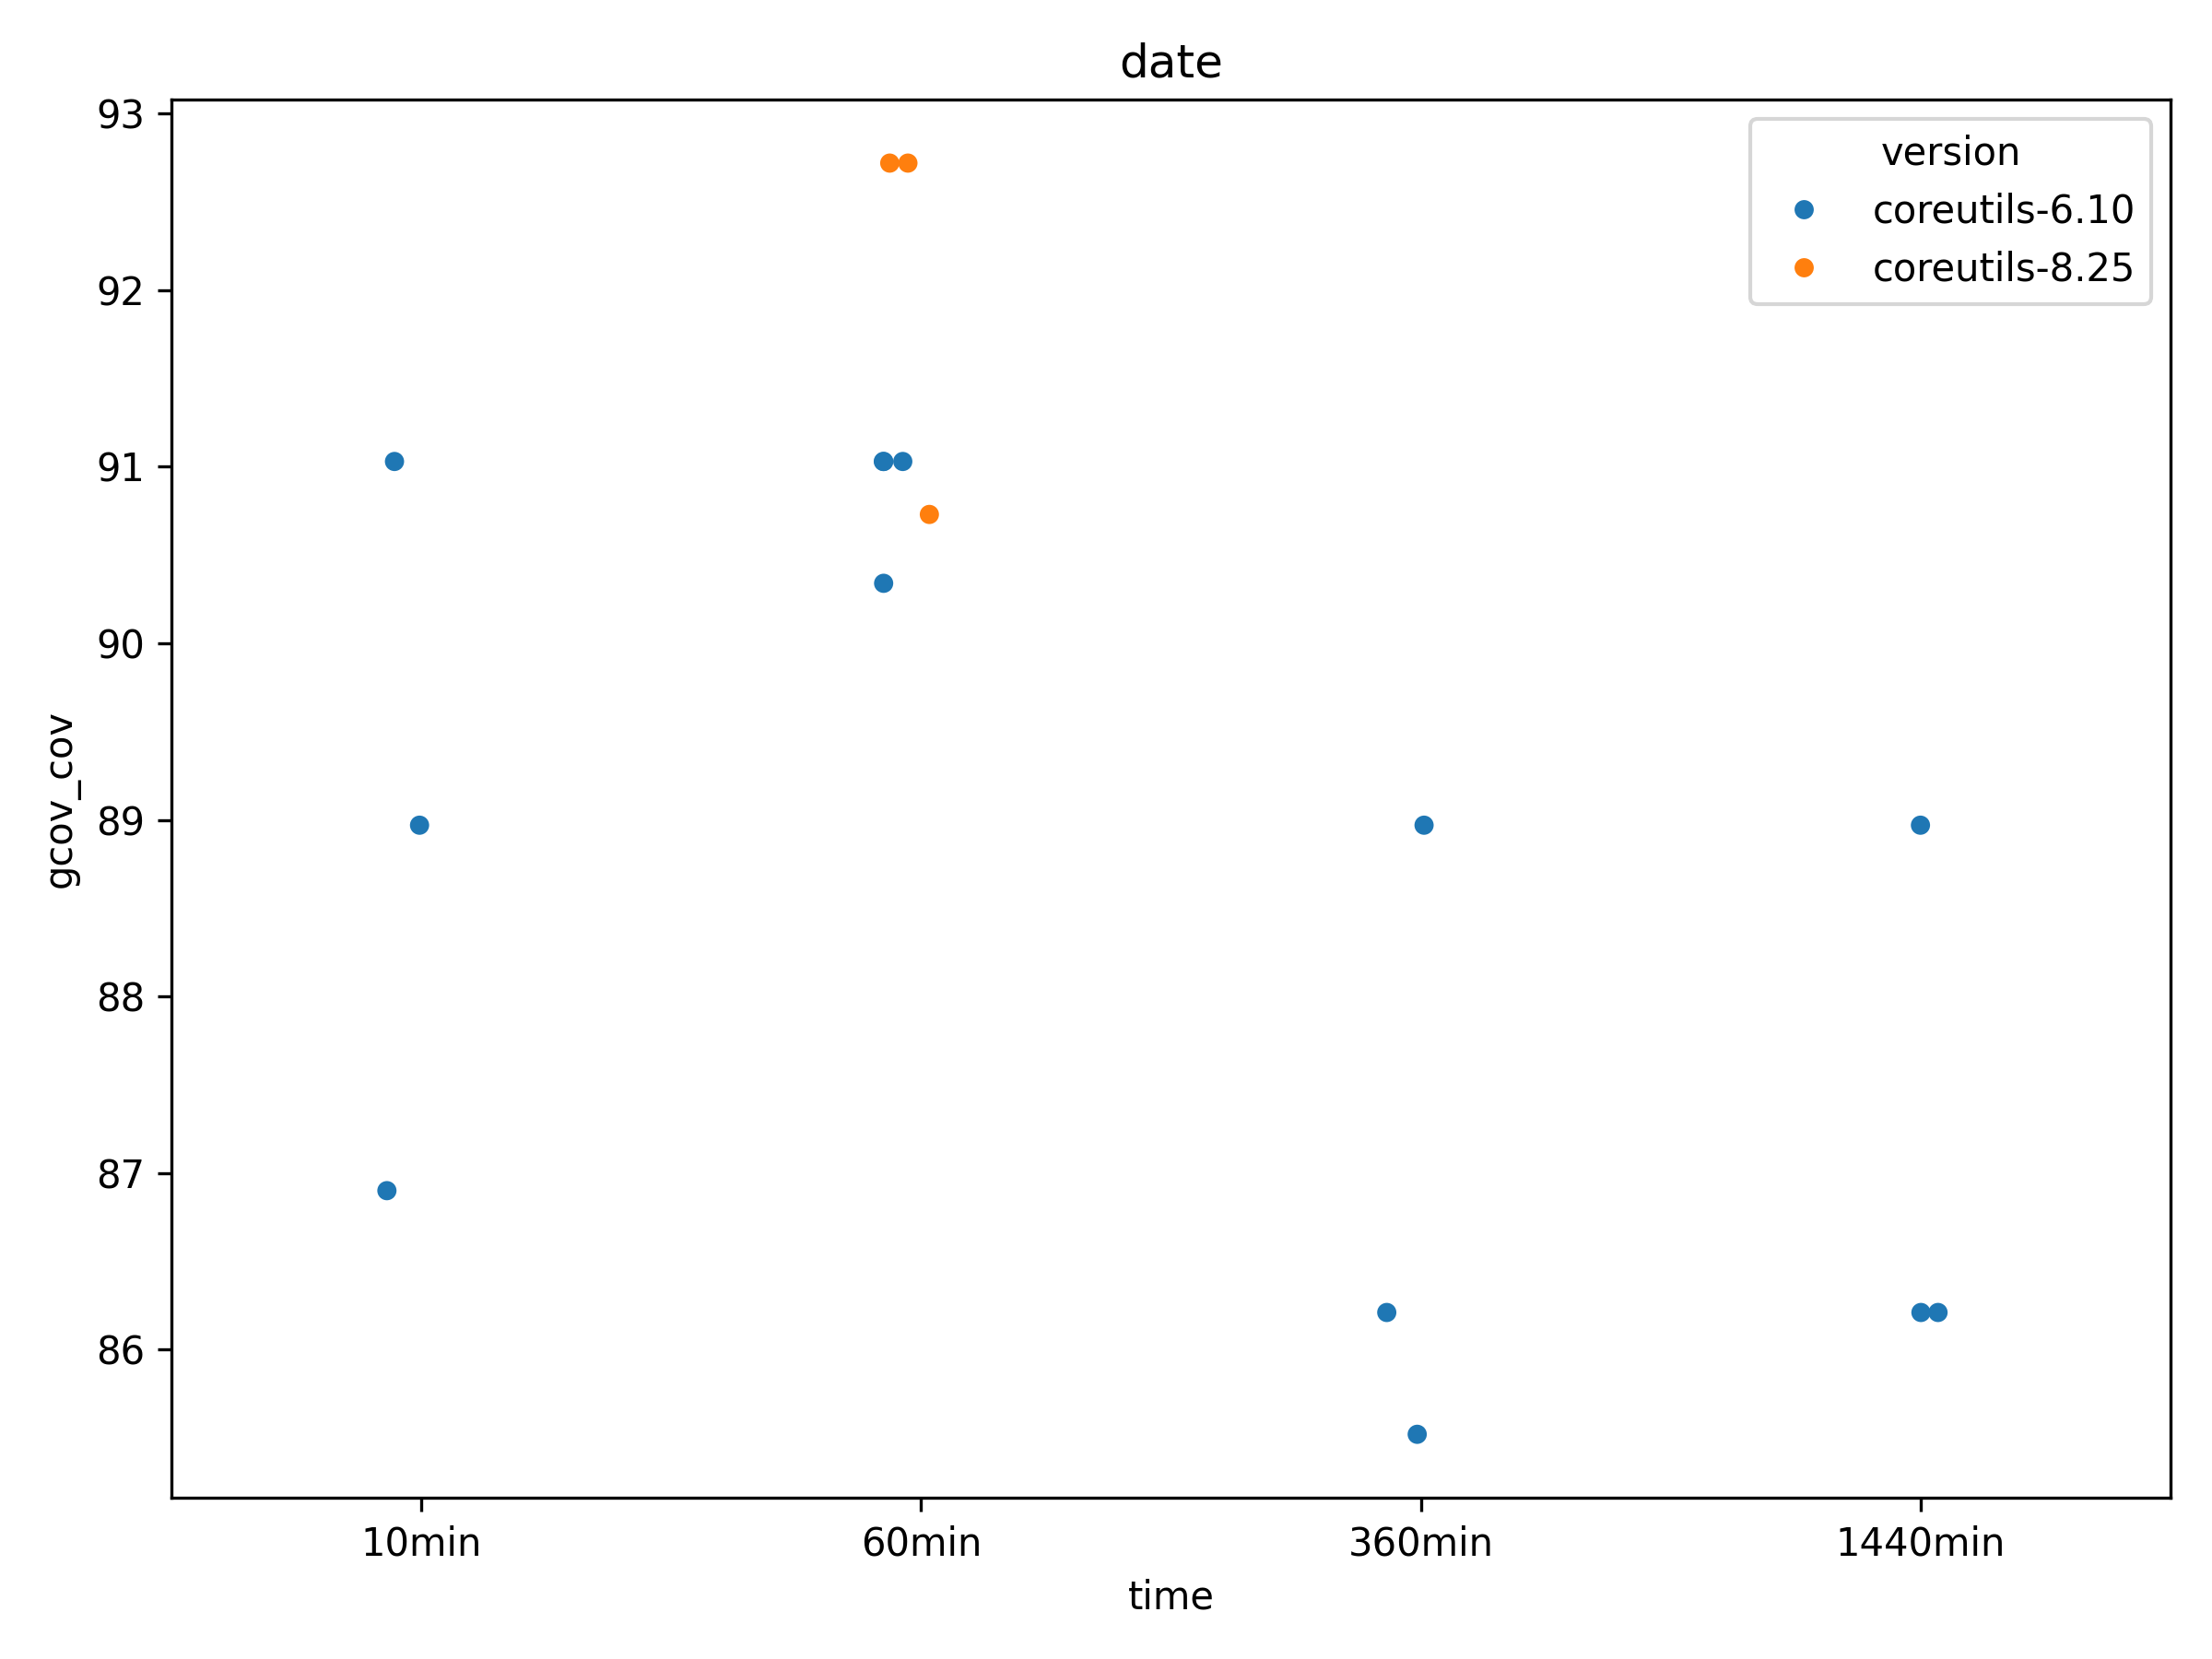 date
version
coreutils-6.10
coreutils-8.25
93
92
91
90
89
88
87
86
gcov_cov
10min
60min
360min
1440min
time